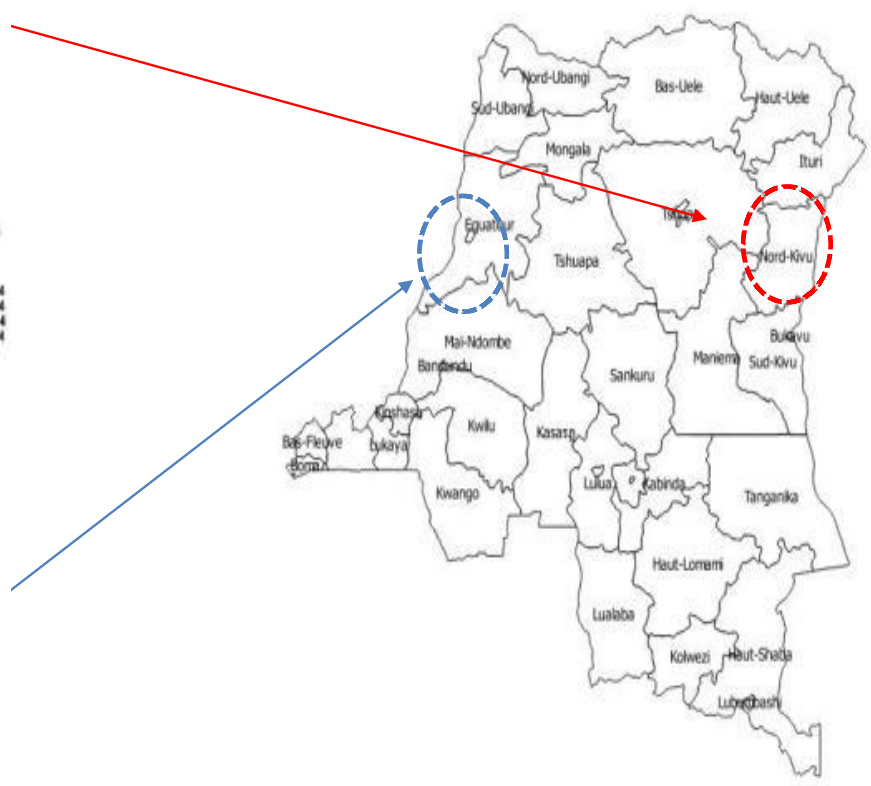 Nord-Ubangi
Bas-Uele
Haut-Uele
Sud-Ubangi
Mongala
Ituri
Equateur
Tshuapa
Nord-Kivu
Mai-Ndombe
Bukavu
Maniema
Sud-Kivu
Bandundu
Sankuru
Kinshasa
Kwilu
Kasasa
Bas-Fleuve
Lukaya
Boma
Lulua
Kabinda
Kwango
Tanganika
Haut-Lomami
Lualaba
Kolwezi
Haut-Shaba
Lubumbashi